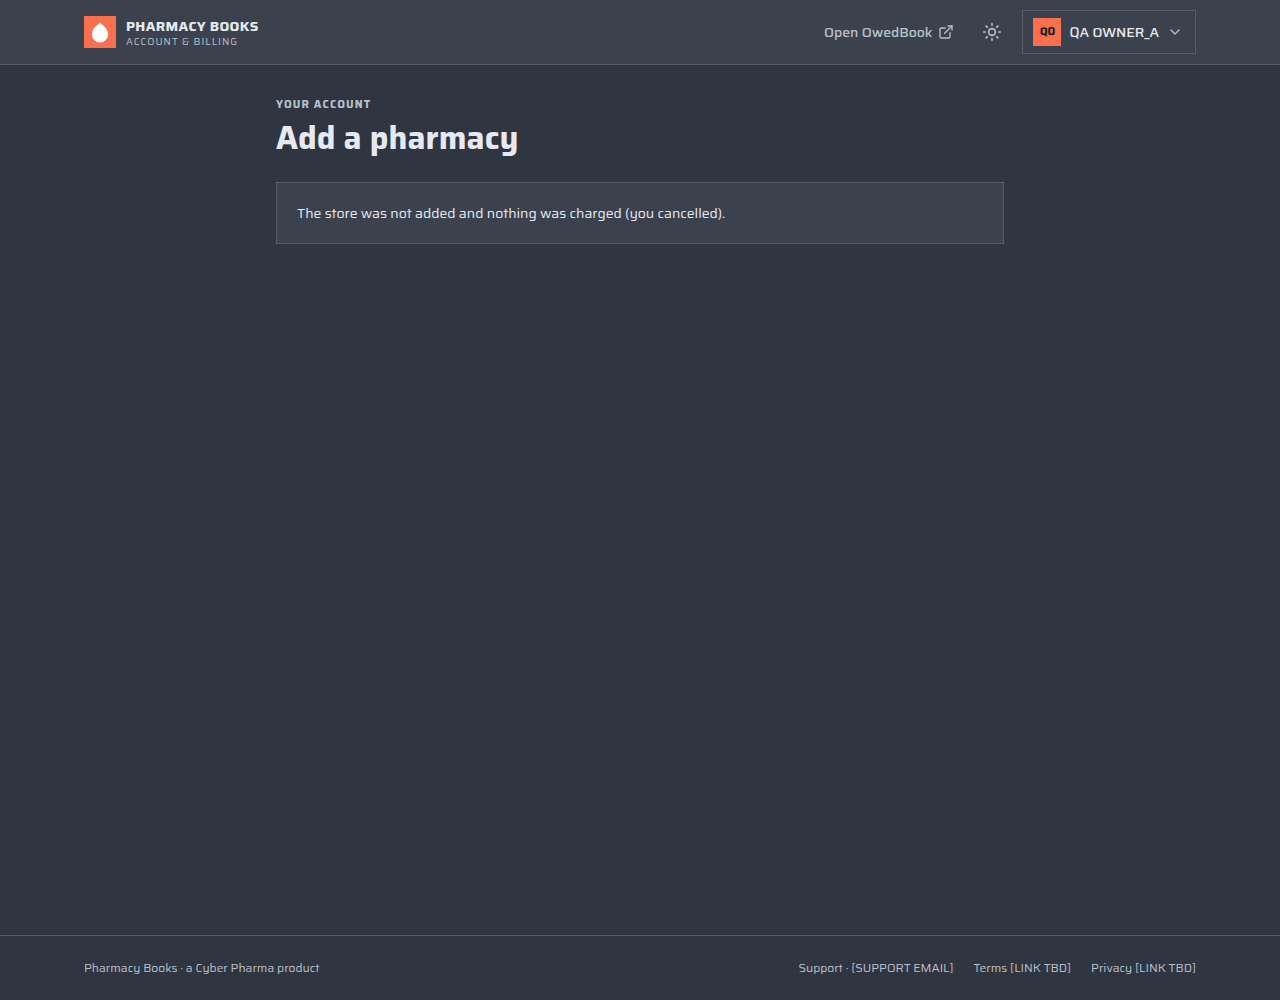 PHARMACY BOOKS
ACCOUNT & BILLING
Open OwedBook
QO
QA OWNER_A
YOUR ACCOUNT
Add a pharmacy
The store was not added and nothing was charged (you cancelled).
Pharmacy Books · a Cyber Pharma product
Support · [SUPPORT EMAIL]
Terms [LINK TBD]
Privacy [LINK TBD]